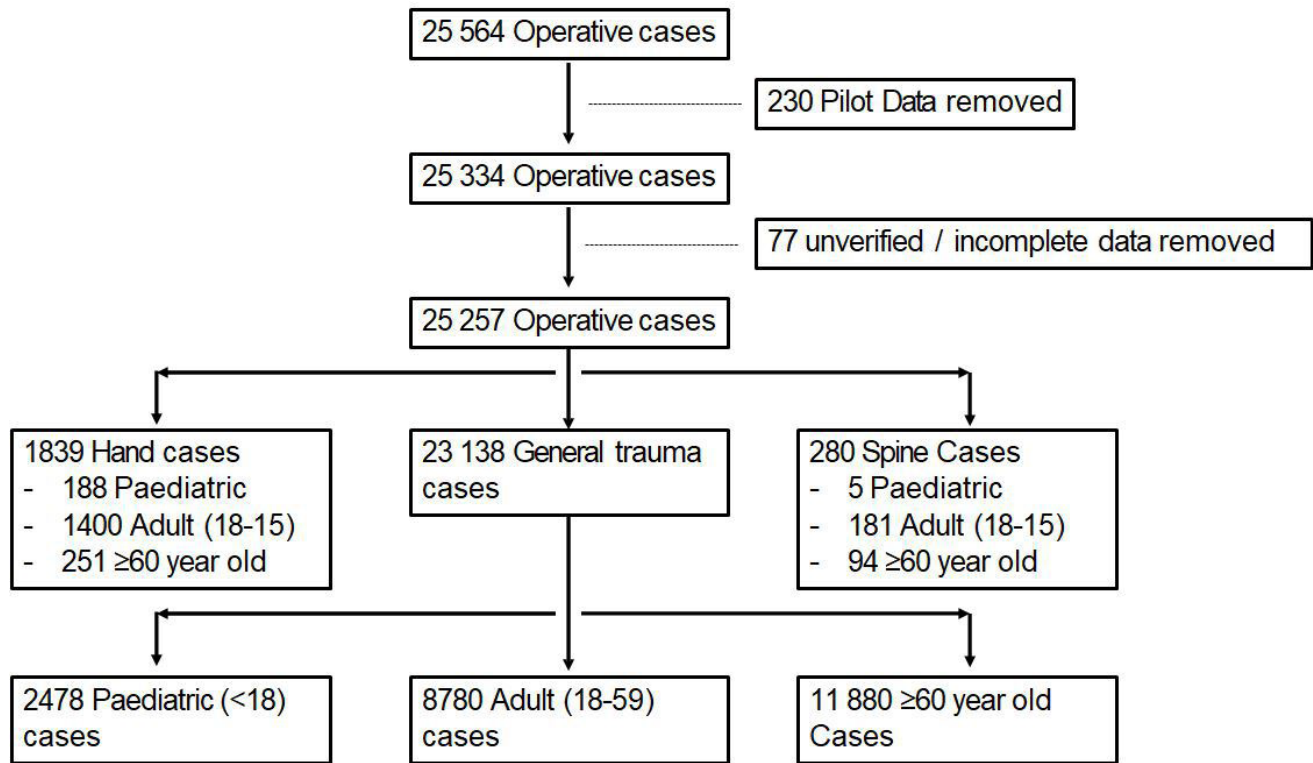 25 564 Operative cases
230 Pilot Data removed
25 334 Operative cases
77 unverified / incomplete data removed
25 257 Operative cases
1839 Hand cases
- 188 Paediatric
- 1400 Adult (18-15)
- 251 ≥60 year old
23 138 General trauma
cases
280 Spine Cases
- 5 Paediatric
- 181 Adult (18-15)
- 94 ≥60 year old
2478 Paediatric (<18)
cases
8780 Adult (18-59)
cases
11 880 ≥60 year old
Cases